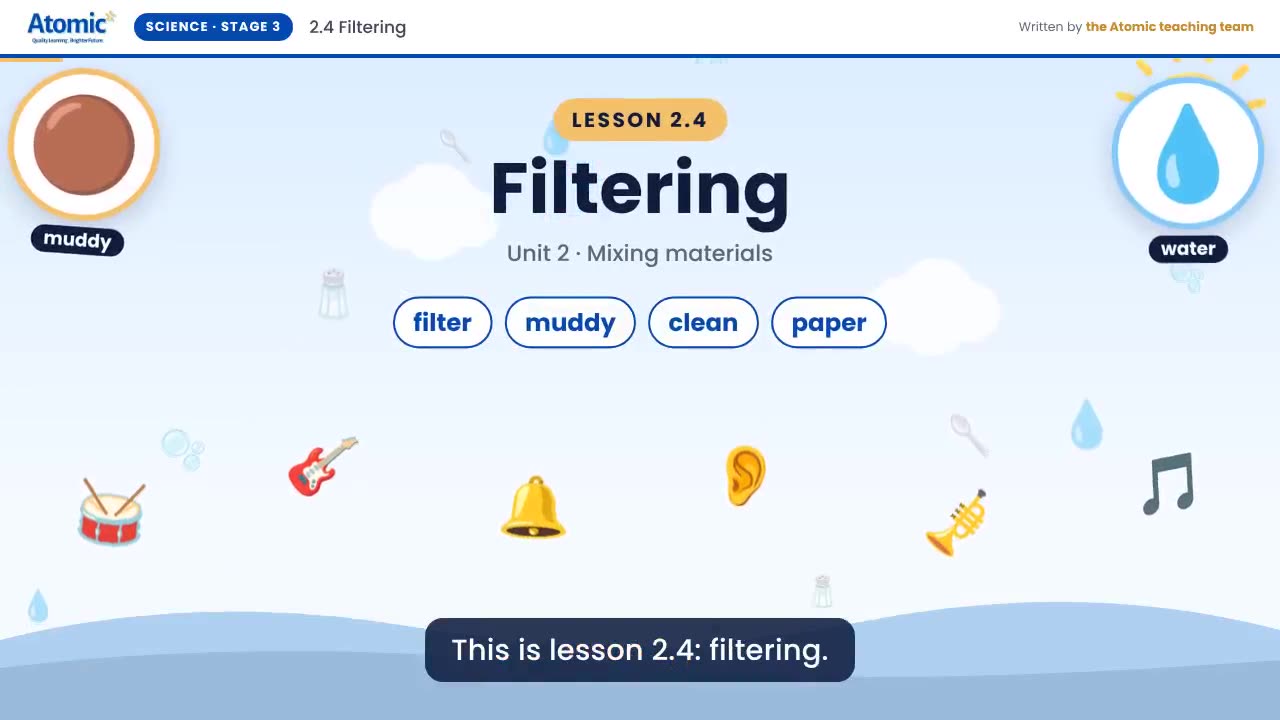 Atomic
Quality Learning · Brighter Future
SCIENCE · STAGE 3
2.4 Filtering
Written by the Atomic teaching team
LESSON 2.4
Filtering
Unit 2 · Mixing materials
filter
muddy
clean
paper
muddy
water
This is lesson 2.4: filtering.